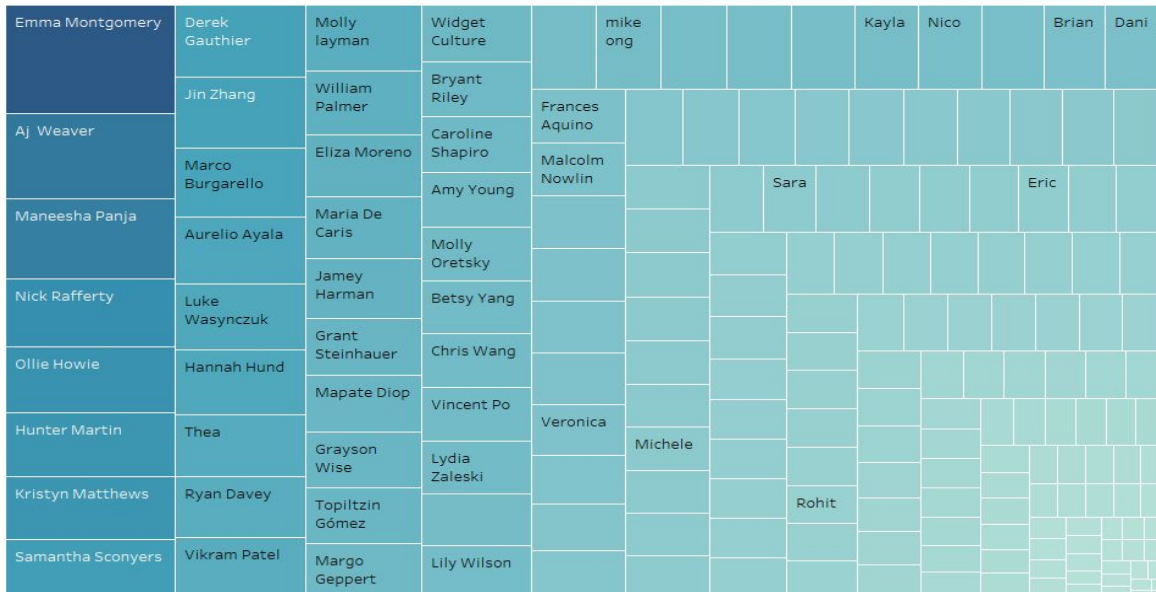 Emma Montgomery
Aj Weaver
Maneesha Panja
Nick Rafferty
Ollie Howie
Hunter Martin
Kristyn Matthews
Samantha Sconyers
Derek
Gauthier
Jin Zhang
Marco
Burgarello
Aurelio Ayala
Luke
Wasynczuk
Hannah Hund
Thea
Ryan Davey
Vikram Patel
Molly
layman
William
Palmer
Eliza Moreno
Maria De
Caris
Jamey
Harman
Grant
Steinhauer
Mapate Diop
Grayson
Wise
Topiltzin
Gómez
Margo
Geppert
Widget
Culture
Bryant
Riley
Caroline
Shapiro
Amy Young
Molly
Oretsky
Betsy Yang
Chris Wang
Vincent Po
Lydia
Zaleski
Lily Wilson
mike
ong
Kayla
Nico
Brian
Dani
Frances
Aquino
Malcolm
Nowlin
Veronica
Michele
Sara
Eric
Rohit